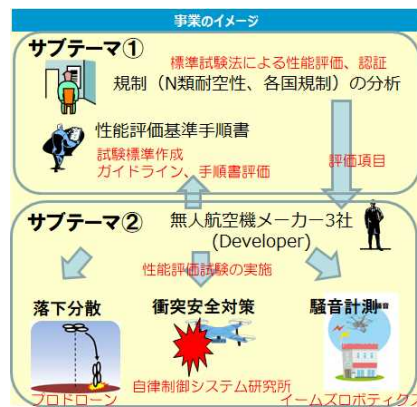 事業のイメージ
サブテーマ①
標準試験法による性能評価、認証
規制（N類耐空性、各国規制）の分析
性能評価基準手順書
試験標準作成
ガイドライン、手順書評価
評価項目
サブテーマ②
無人航空機メーカー3社
(Developer)
性能評価試験の実施
落下分散
衝突安全対策
騒音計測
プロドローン
自律制御システム研究所
イームズロボティクス